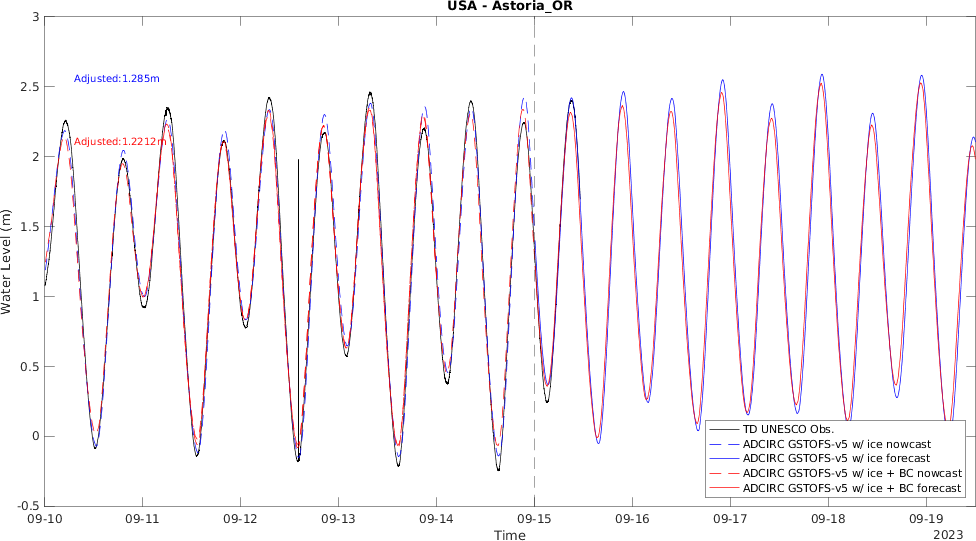 USA - Astoria_OR
3
2.5
2
1.5
1
0.5
0
-0.5
Water Level (m)
Adjusted:1.285m
Adjusted:1.2212m
TD UNESCO Obs.
ADCIRC GSTOFS-v5 w/ ice nowcast
ADCIRC GSTOFS-v5 w/ ice forecast
ADCIRC GSTOFS-v5 w/ ice + BC nowcast
ADCIRC GSTOFS-v5 w/ ice + BC forecast
09-10 09-11 09-12 09-13 09-14 09-15 09-16 09-17 09-18 09-19
Time
2023